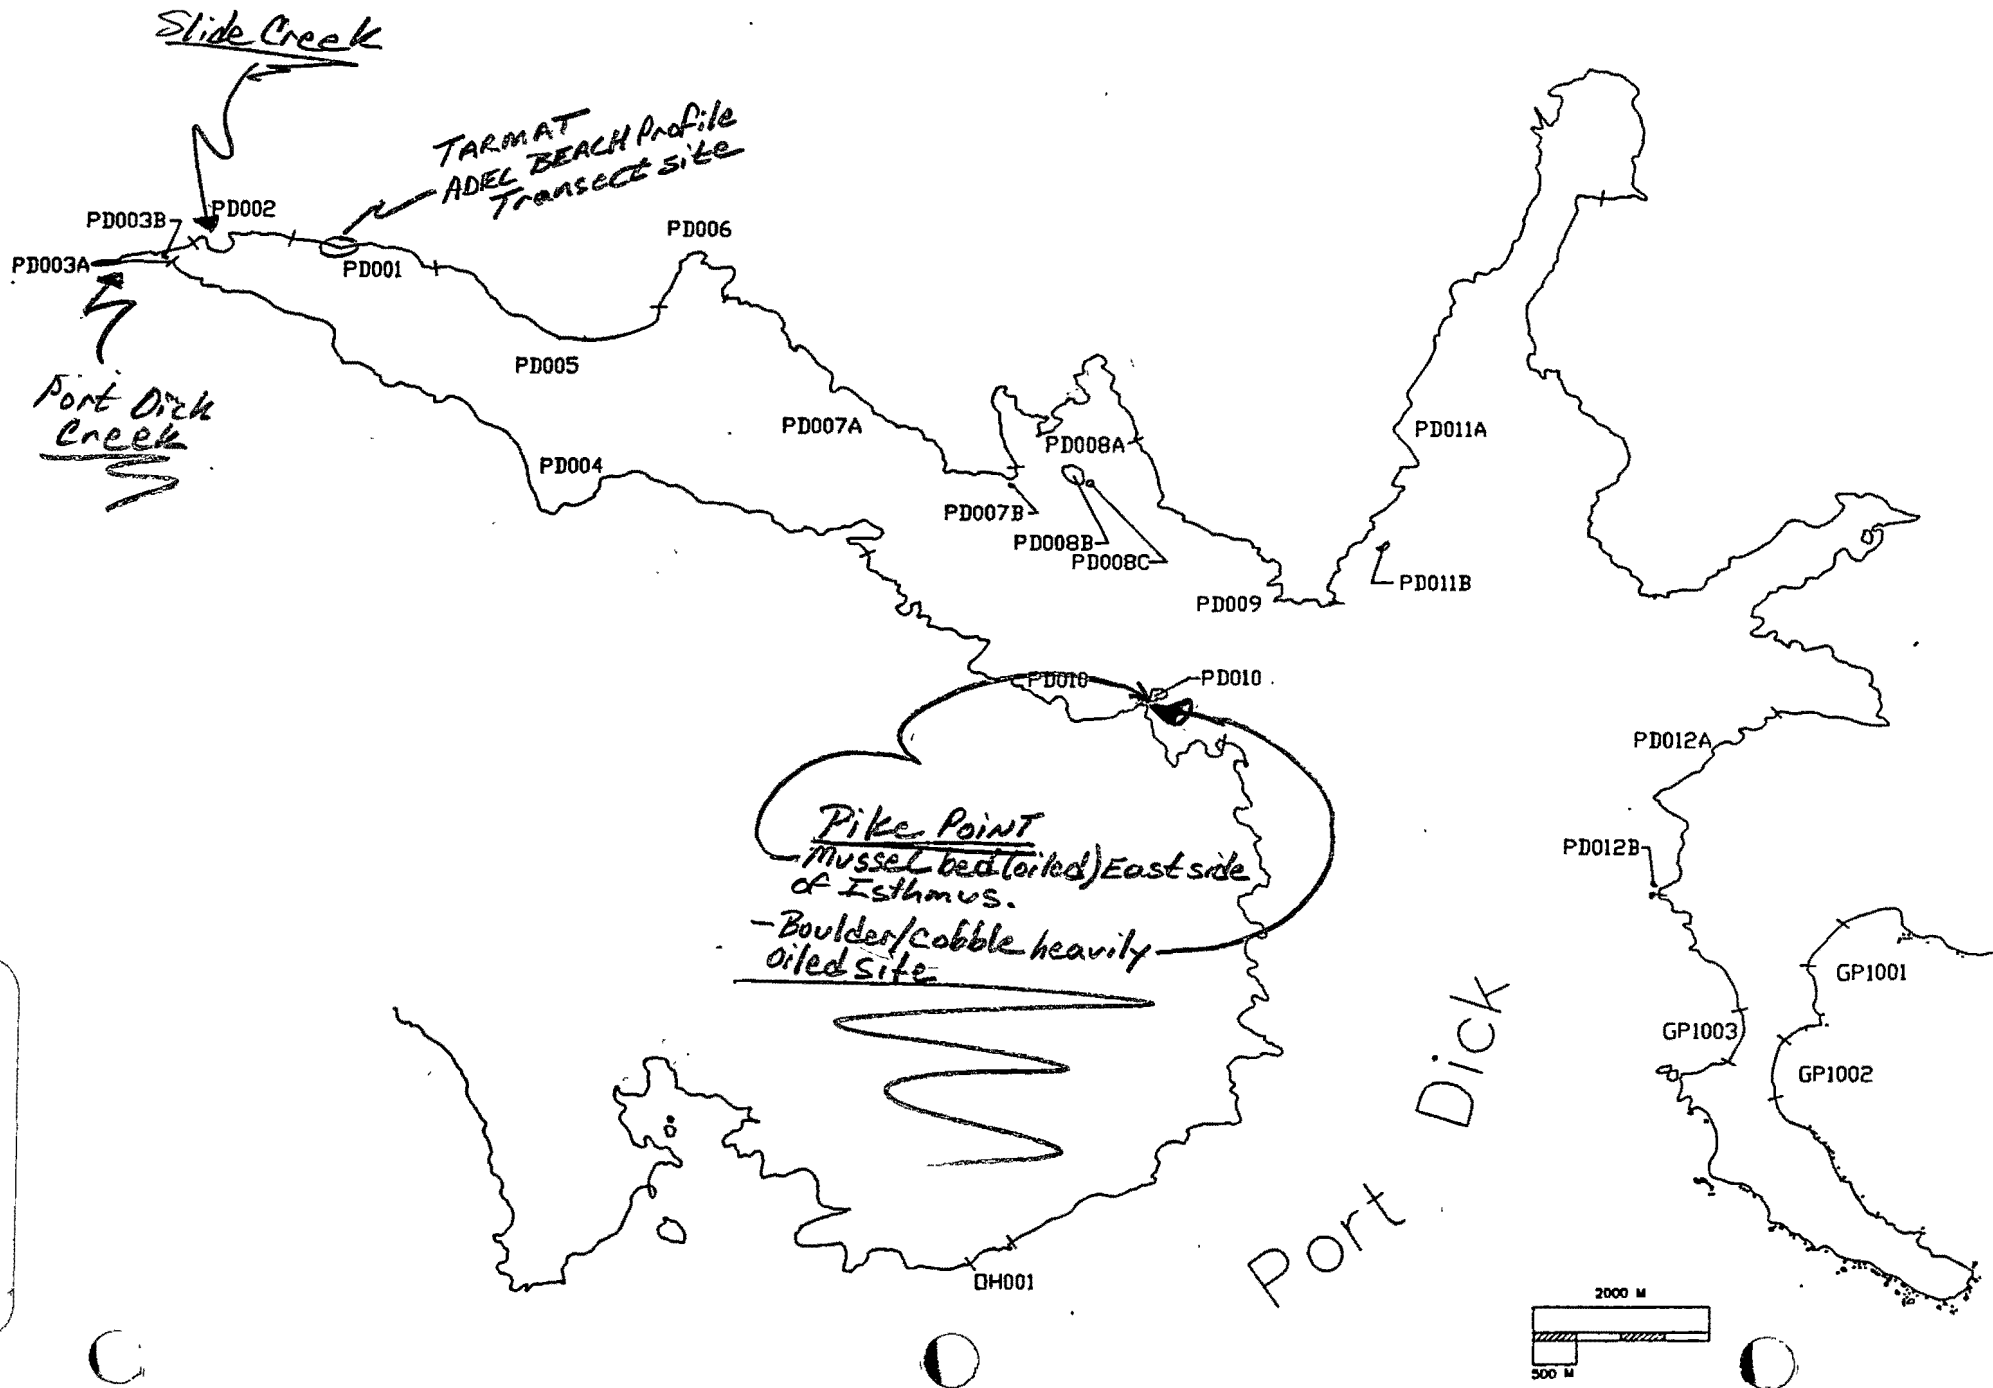 Slide Creek
TARMAT
ADEC BEACH Profile
Transect site
PD003B
PD002
PD003A
PD001
PD006
Port Dick
Creek
PD005
PD007A
PD004
PD008A
PD011A
PD007B
PD008B
PD008C
PD009
PD011B
PD010
PD010
PD012A
Pike Point
- Mussel bed (oiled) East side
of Isthmus.
- Boulder/cobble heavily
oiled site
PD012B
GP1001
GP1003
GP1002
Port Dick
OH001
2000 M
500 M